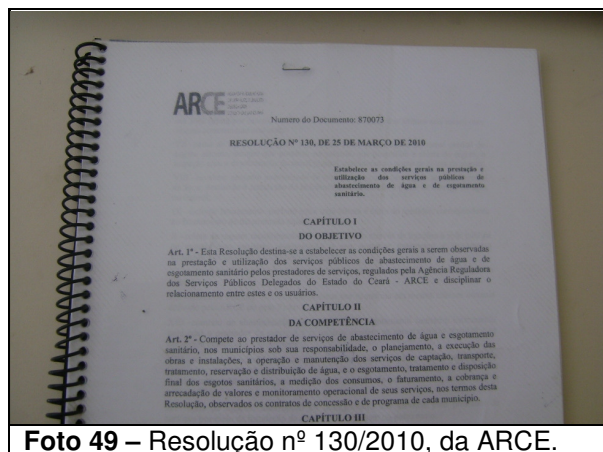 ARCE
Numero do Documento: 870073
RESOLUÇÃO Nº 130, DE 25 DE MARÇO DE 2010
Estabelece as condições gerais na prestação e
utilização dos serviços públicos de
abastecimento de água e de esgotamento
sanitário.
CAPÍTULO I
DO OBJETIVO
Art. 1º - Esta Resolução destina-se a estabelecer as condições gerais a serem observadas
na prestação e utilização dos serviços públicos de abastecimento de água e de
esgotamento sanitário pelos prestadores de serviços, regulados pela Agência Reguladora
dos Serviços Públicos Delegados do Estado do Ceará - ARCE e disciplinar o
relacionamento entre estes e os usuários.
CAPÍTULO II
DA COMPETÊNCIA
Art. 2º - Compete ao prestador de serviços de abastecimento de água e esgotamento
sanitário, nos municípios sob sua responsabilidade, o planejamento, a execução das
obras e instalações, a operação e manutenção dos serviços de captação, transporte,
tratamento, reservação e distribuição de água, e o esgotamento, tratamento e disposição
final dos esgotos sanitários, a medição dos consumos, o faturamento, a cobrança e
arrecadação de valores e monitoramento operacional de seus serviços, nos termos desta
Resolução, observados os contratos de concessão e de programa de cada município.
CAPÍTULO III
Foto 49 – Resolução nº 130/2010, da ARCE.